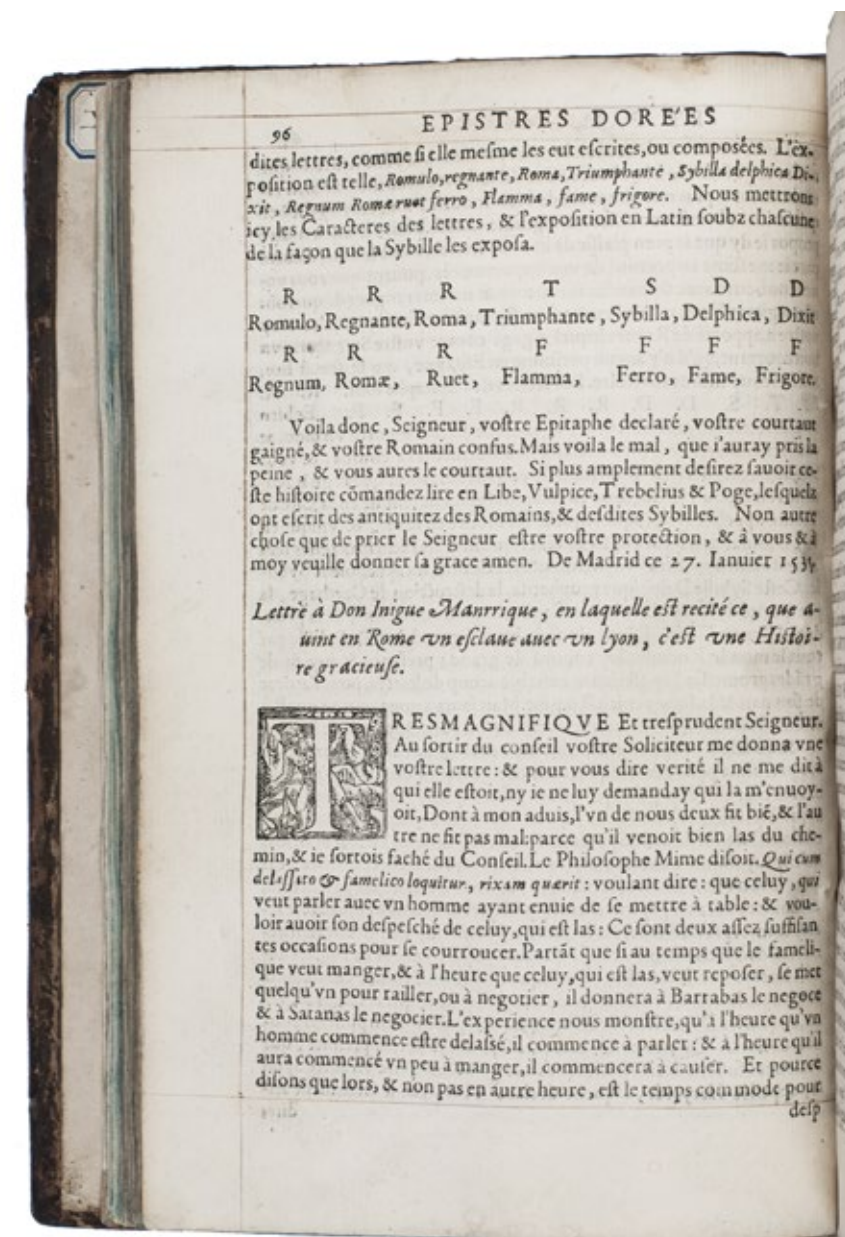 96
EPISTRES DORE'ES
dites lettres, comme si elle mesme les eut escrites, ou composées. L'ex-
position est telle, Romulo, regnante, Roma, Triumphante, Sybilla delphica Di-
xit, Regnum Romæ ruet ferro, Flamma, fame, frigore. Nous mettrons
icy les Caracteres des lettres, & l'exposition en Latin soubz chascune
de la façon que la Sybille les exposa.
R R R T S D D
Romulo, Regnante, Roma, Triumphante, Sybilla, Delphica, Dixit
R R R F F F F
Regnum, Romæ, Ruet, Flamma, Ferro, Fame, Frigore.
Voila donc, Seigneur, vostre Epitaphe declaré, vostre courtaut
gaigné, & vostre Romain confus. Mais voila le mal, que i'auray pris la
peine, & vous aures le courtaut. Si plus amplement desirez sauoir ce-
ste histoire cōmandez lire en Libe, Vulpice, Trebelius & Poge, lesquelz
ont escrit des antiquitez des Romains, & desdites Sybilles. Non autre
chose que de prier le Seigneur estre vostre protection, & à vous & à
moy veuille donner sa grace amen. De Madrid ce 27. Ianuier
Lettre à Don Inigue Manrrique, en laquelle est recité ce, que a-
uint en Rome vn esclaue auec vn lyon, c'est vne Histoi-
re gracieuse.
TRESMAGNIFIQVE Et tresprudent Seigneur.
Au sortir du conseil vostre Soliciteur me donna vne
vostre lettre: & pour vous dire verité il ne me dit à
qui elle estoit, ny ie ne luy demanday qui la m'enuoy-
oit, Dont à mon aduis, l'vn de nous deux fit biē, & l'au
tre ne fit pas mal: parce qu'il venoit bien las du che-
min, & ie sortois faché du Conseil. Le Philosophe Mime disoit. Qui cum
delassato & famelico loquitur, rixam quærit: voulant dire: que celuy, qui
veut parler auec vn homme ayant enuie de se mettre à table: & vou-
loir auoir son despesché de celuy, qui est las: Ce sont deux assez suffisan
tes occasions pour se courroucer. Partāt que si au temps que le fameli-
que veut manger, & à l'heure que celuy, qui est las, veut reposer, se met
quelqu'vn pour railler, ou à negotier, il donnera à Barrabas le negoce
& à Satanas le negocier. L'experience nous monstre, qu'à l'heure qu'vn
homme commence estre delassé, il commence à parler: & à l'heure qu'il
aura commencé vn peu à manger, il commencera à causer. Et pource
disons que lors, & non pas en autre heure, est le temps commode pour
desp